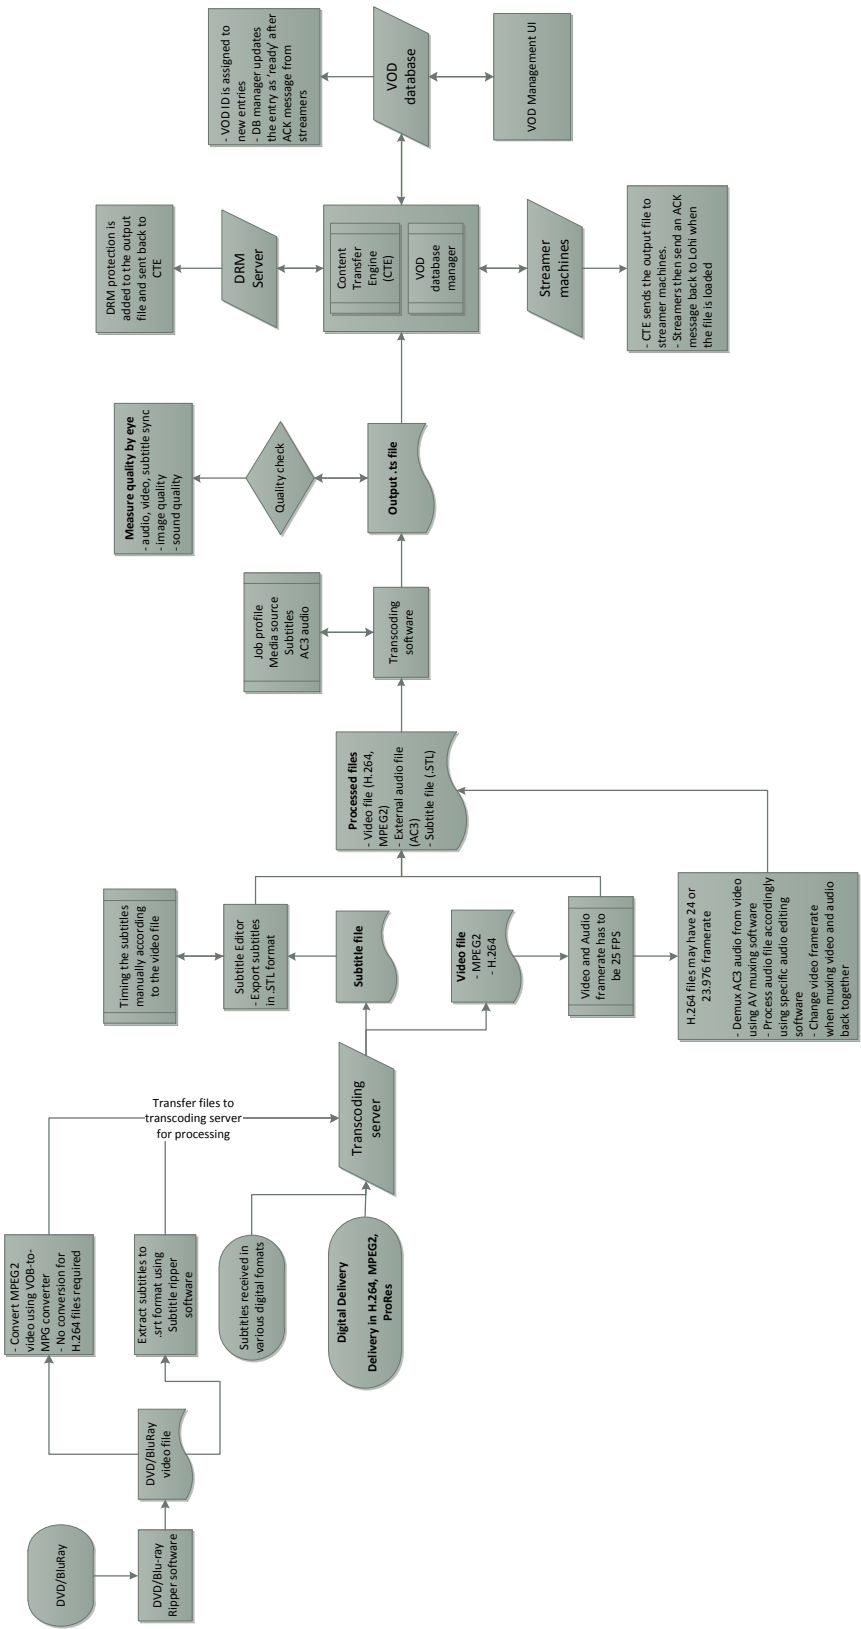 DVD/BluRay
DVD/Blu-ray
Ripper software
DVD/BluRay
video file
- Convert MPEG2
video using VOB-to-
MPG converter
- No conversion for
H.264 files required
Extract subtitles to
.srt format using
Subtitle ripper
software
Subtitles received in
various digital fomats
Digital Delivery
Delivery in H.264, MPEG2,
ProRes
Transfer files to
transcoding server
for processing
Transcoding
server
Timing the subtitles
manually according
to the video file
Subtitle Editor
- Export subtitles
in .STL format
Subtitle file
Video file
- MPEG2
- H.264
Video and Audio
framerate has to
be 25 FPS
H.264 files may have 24 or
23.976 framerate
- Demux AC3 audio from video
using AV muxing software
- Process audio file accordingly
using specific audio editing
software
- Change video framerate
when muxing video and audio
back together
Processed files
- Video file (H.264,
MPEG2)
- External audio file
(AC3)
- Subtitle file (.STL)
Job profile
Media source
Subtitles
AC3 audio
Transcoding
software
Measure quality by eye
- audio, video, subtitle sync
- image quality
- sound quality
Quality check
Output .ts file
DRM protection is
added to the output
file and sent back to
CTE
DRM
Server
Content
Transfer
Engine
(CTE)
VOD
database
manager
Streamer
machines
- CTE sends the output file to
streamer machines.
- Streamers then send an ACK
message back to Lohi when
the file is loaded
- VOD ID is assigned to
new entries
- DB manager updates
the entry as 'ready' after
ACK message from
streamers
VOD
database
VOD Management UI